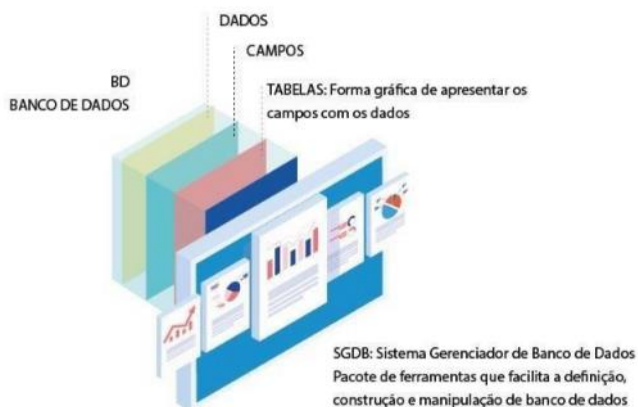 DADOS
CAMPOS
BD
BANCO DE DADOS
TABELAS: Forma gráfica de apresentar os
campos com os dados
SGDB: Sistema Gerenciador de Banco de Dados
Pacote de ferramentas que facilita a definição,
construção e manipulação de banco de dados